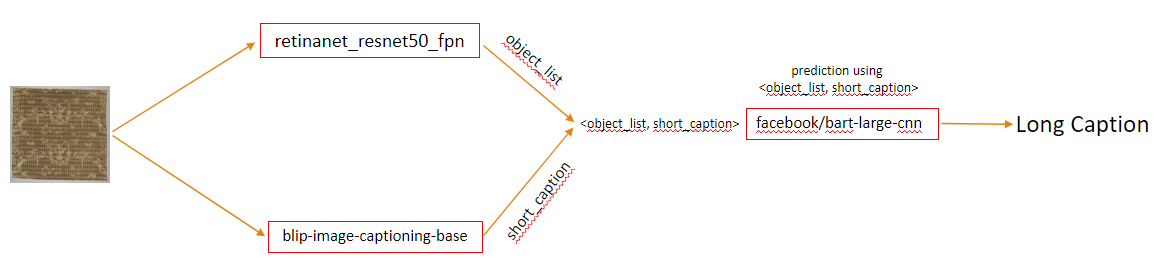 retinanet_resnet50_fpn
object_list
prediction using
<object_list, short_caption>
<object_list, short_caption>
facebook/bart-large-cnn
Long Caption
short_caption
blip-image-captioning-base